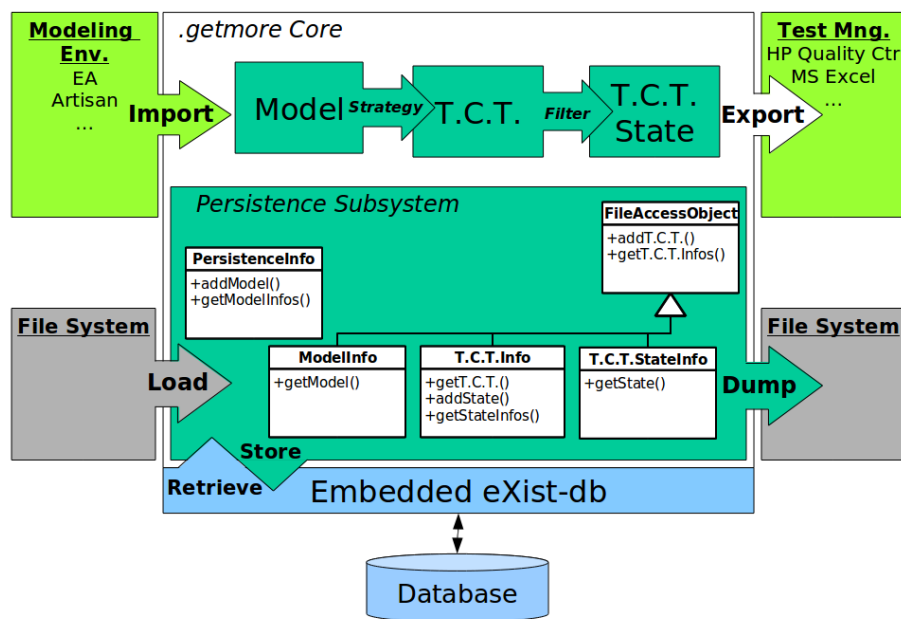 Modeling
Env.
EA
Artisan
...
Import
.getmore Core
Model
Strategy
T.C.T.
Filter
T.C.T.
State
Export
Test Mng.
HP Quality Ctr
MS Excel
...
Persistence Subsystem
FileAccessObject
+addT.C.T.()
+getT.C.T.Infos()
PersistenceInfo
+addModel()
+getModelInfos()
File System
Load
ModelInfo
+getModel()
T.C.T.Info
+getT.C.T.()
+addState()
+getStateInfos()
T.C.T.StateInfo
+getState()
File System
Dump
Store
Retrieve
Embedded eXist-db
Database